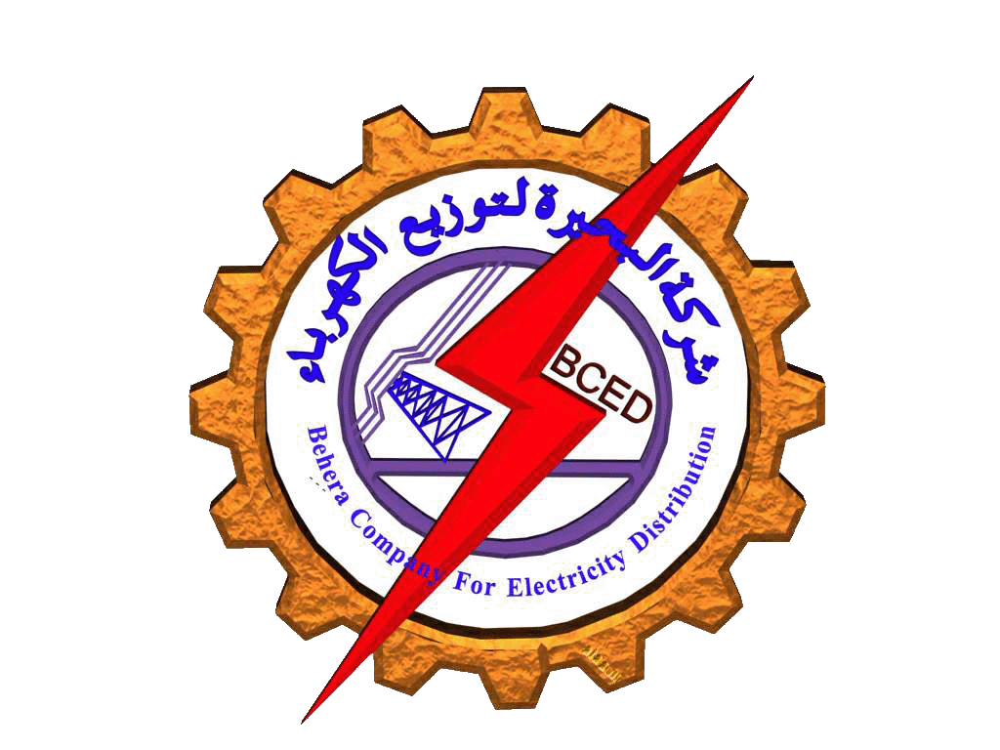 شركة البحيرة لتوزيع الكهرباء
BCED
Behera Company For Electricity Distribution